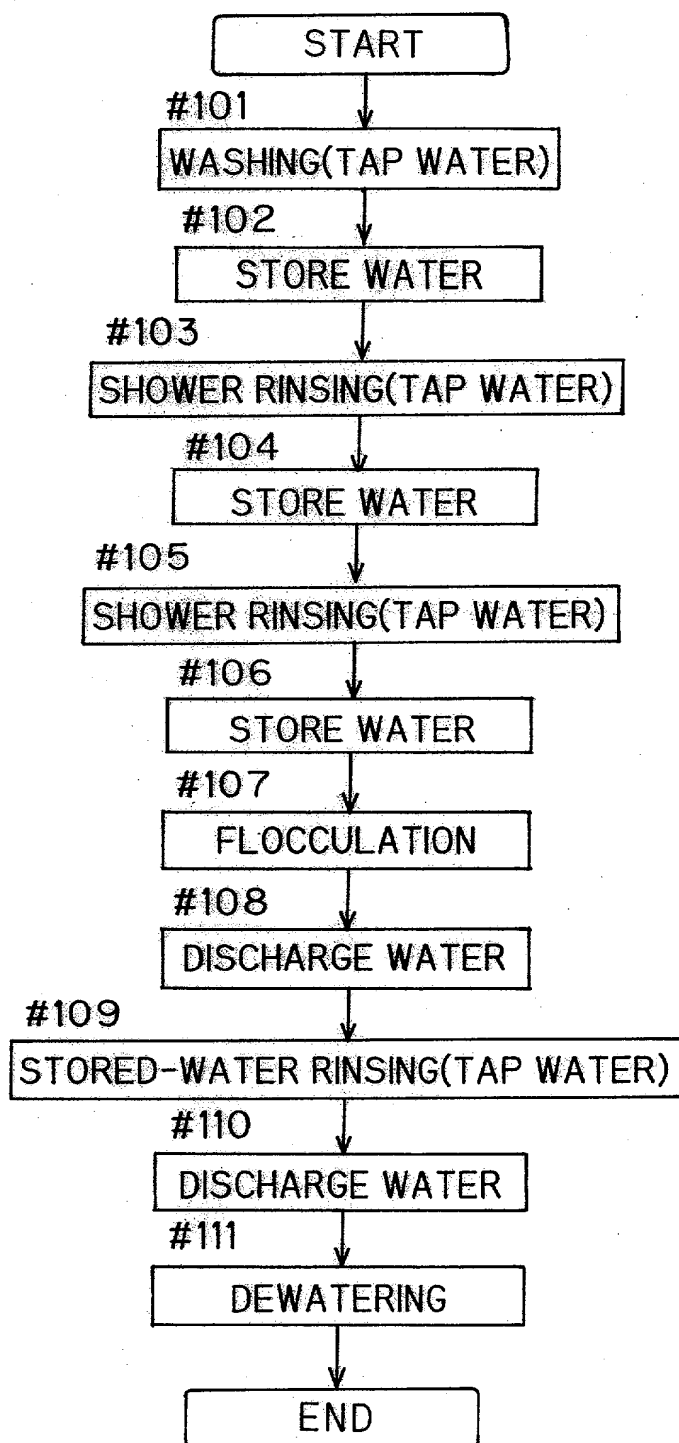 START
#101
WASHING(TAP WATER)
#102
STORE WATER
#103
SHOWER RINSING(TAP WATER)
#104
STORE WATER
#105
SHOWER RINSING(TAP WATER)
#106
STORE WATER
#107
FLOCCULATION
#108
DISCHARGE WATER
#109
STORED-WATER RINSING(TAP WATER)
#110
DISCHARGE WATER
#111
DEWATERING
END